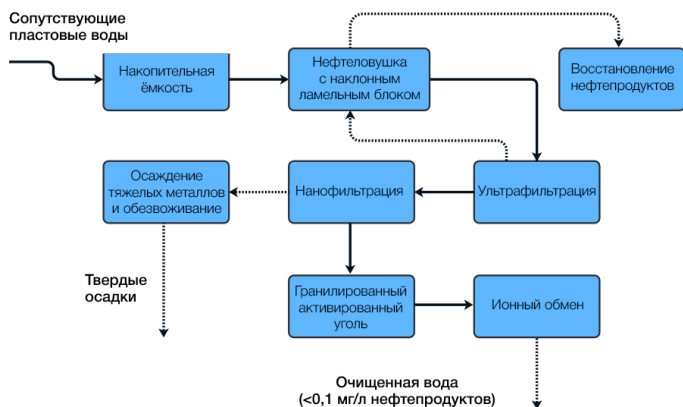 Сопутствующие
пластовые воды
Накопительная
ёмкость
Нефтеловушка
с наклонным
ламельным блоком
Восстановление
нефтепродуктов
Осаждение
тяжелых металлов
и обезвоживание
Нанофильтрация
Ультрафильтрация
Твердые
осадки
Гранилированный
активированный
уголь
Ионный обмен
Очищенная вода
(<0,1 мг/л нефтепродуктов)